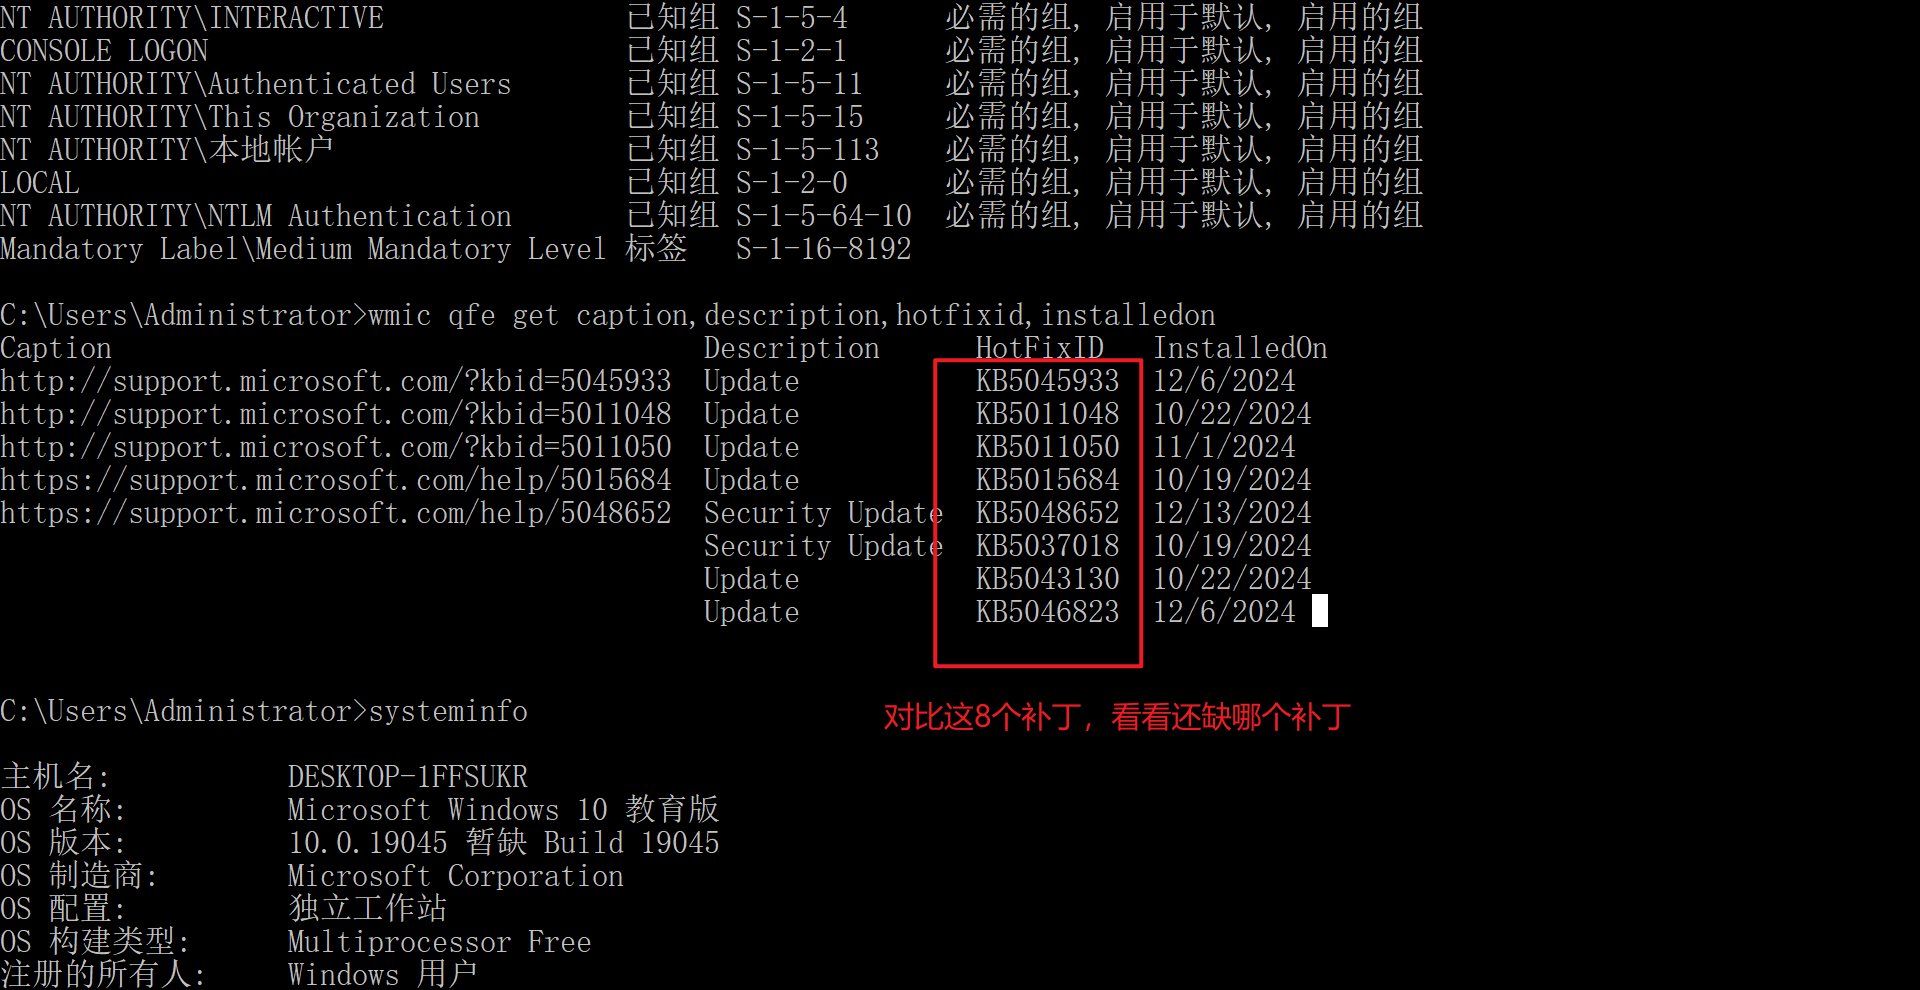 NT AUTHORITY\INTERACTIVE 已知组 S-1-5-4 必需的组, 启用于默认, 启用的组
CONSOLE LOGON 已知组 S-1-2-1 必需的组, 启用于默认, 启用的组
NT AUTHORITY\Authenticated Users 已知组 S-1-5-11 必需的组, 启用于默认, 启用的组
NT AUTHORITY\This Organization 已知组 S-1-5-15 必需的组, 启用于默认, 启用的组
NT AUTHORITY\本地帐户 已知组 S-1-5-113 必需的组, 启用于默认, 启用的组
LOCAL 已知组 S-1-2-0 必需的组, 启用于默认, 启用的组
NT AUTHORITY\NTLM Authentication 已知组 S-1-5-64-10 必需的组, 启用于默认, 启用的组
Mandatory Label\Medium Mandatory Level 标签 S-1-16-8192
C:\Users\Administrator>wmic qfe get caption,description,hotfixid,installedon
Caption Description HotFixID InstalledOn
http://support.microsoft.com/?kbid=5045933 Update KB5045933 12/6/2024
http://support.microsoft.com/?kbid=5011048 Update KB5011048 10/22/2024
http://support.microsoft.com/?kbid=5011050 Update KB5011050 11/1/2024
https://support.microsoft.com/help/5015684 Update KB5015684 10/19/2024
https://support.microsoft.com/help/5048652 Security Update KB5048652 12/13/2024
Security Update KB5037018 10/19/2024
Update KB5043130 10/22/2024
Update KB5046823 12/6/2024
C:\Users\Administrator>systeminfo
对比这8个补丁，看看还缺哪个补丁
主机名: DESKTOP-1FFSUKR
OS 名称: Microsoft Windows 10 教育版
OS 版本: 10.0.19045 暂缺 Build 19045
OS 制造商: Microsoft Corporation
OS 配置: 独立工作站
OS 构建类型: Multiprocessor Free
注册的所有人: Windows 用户